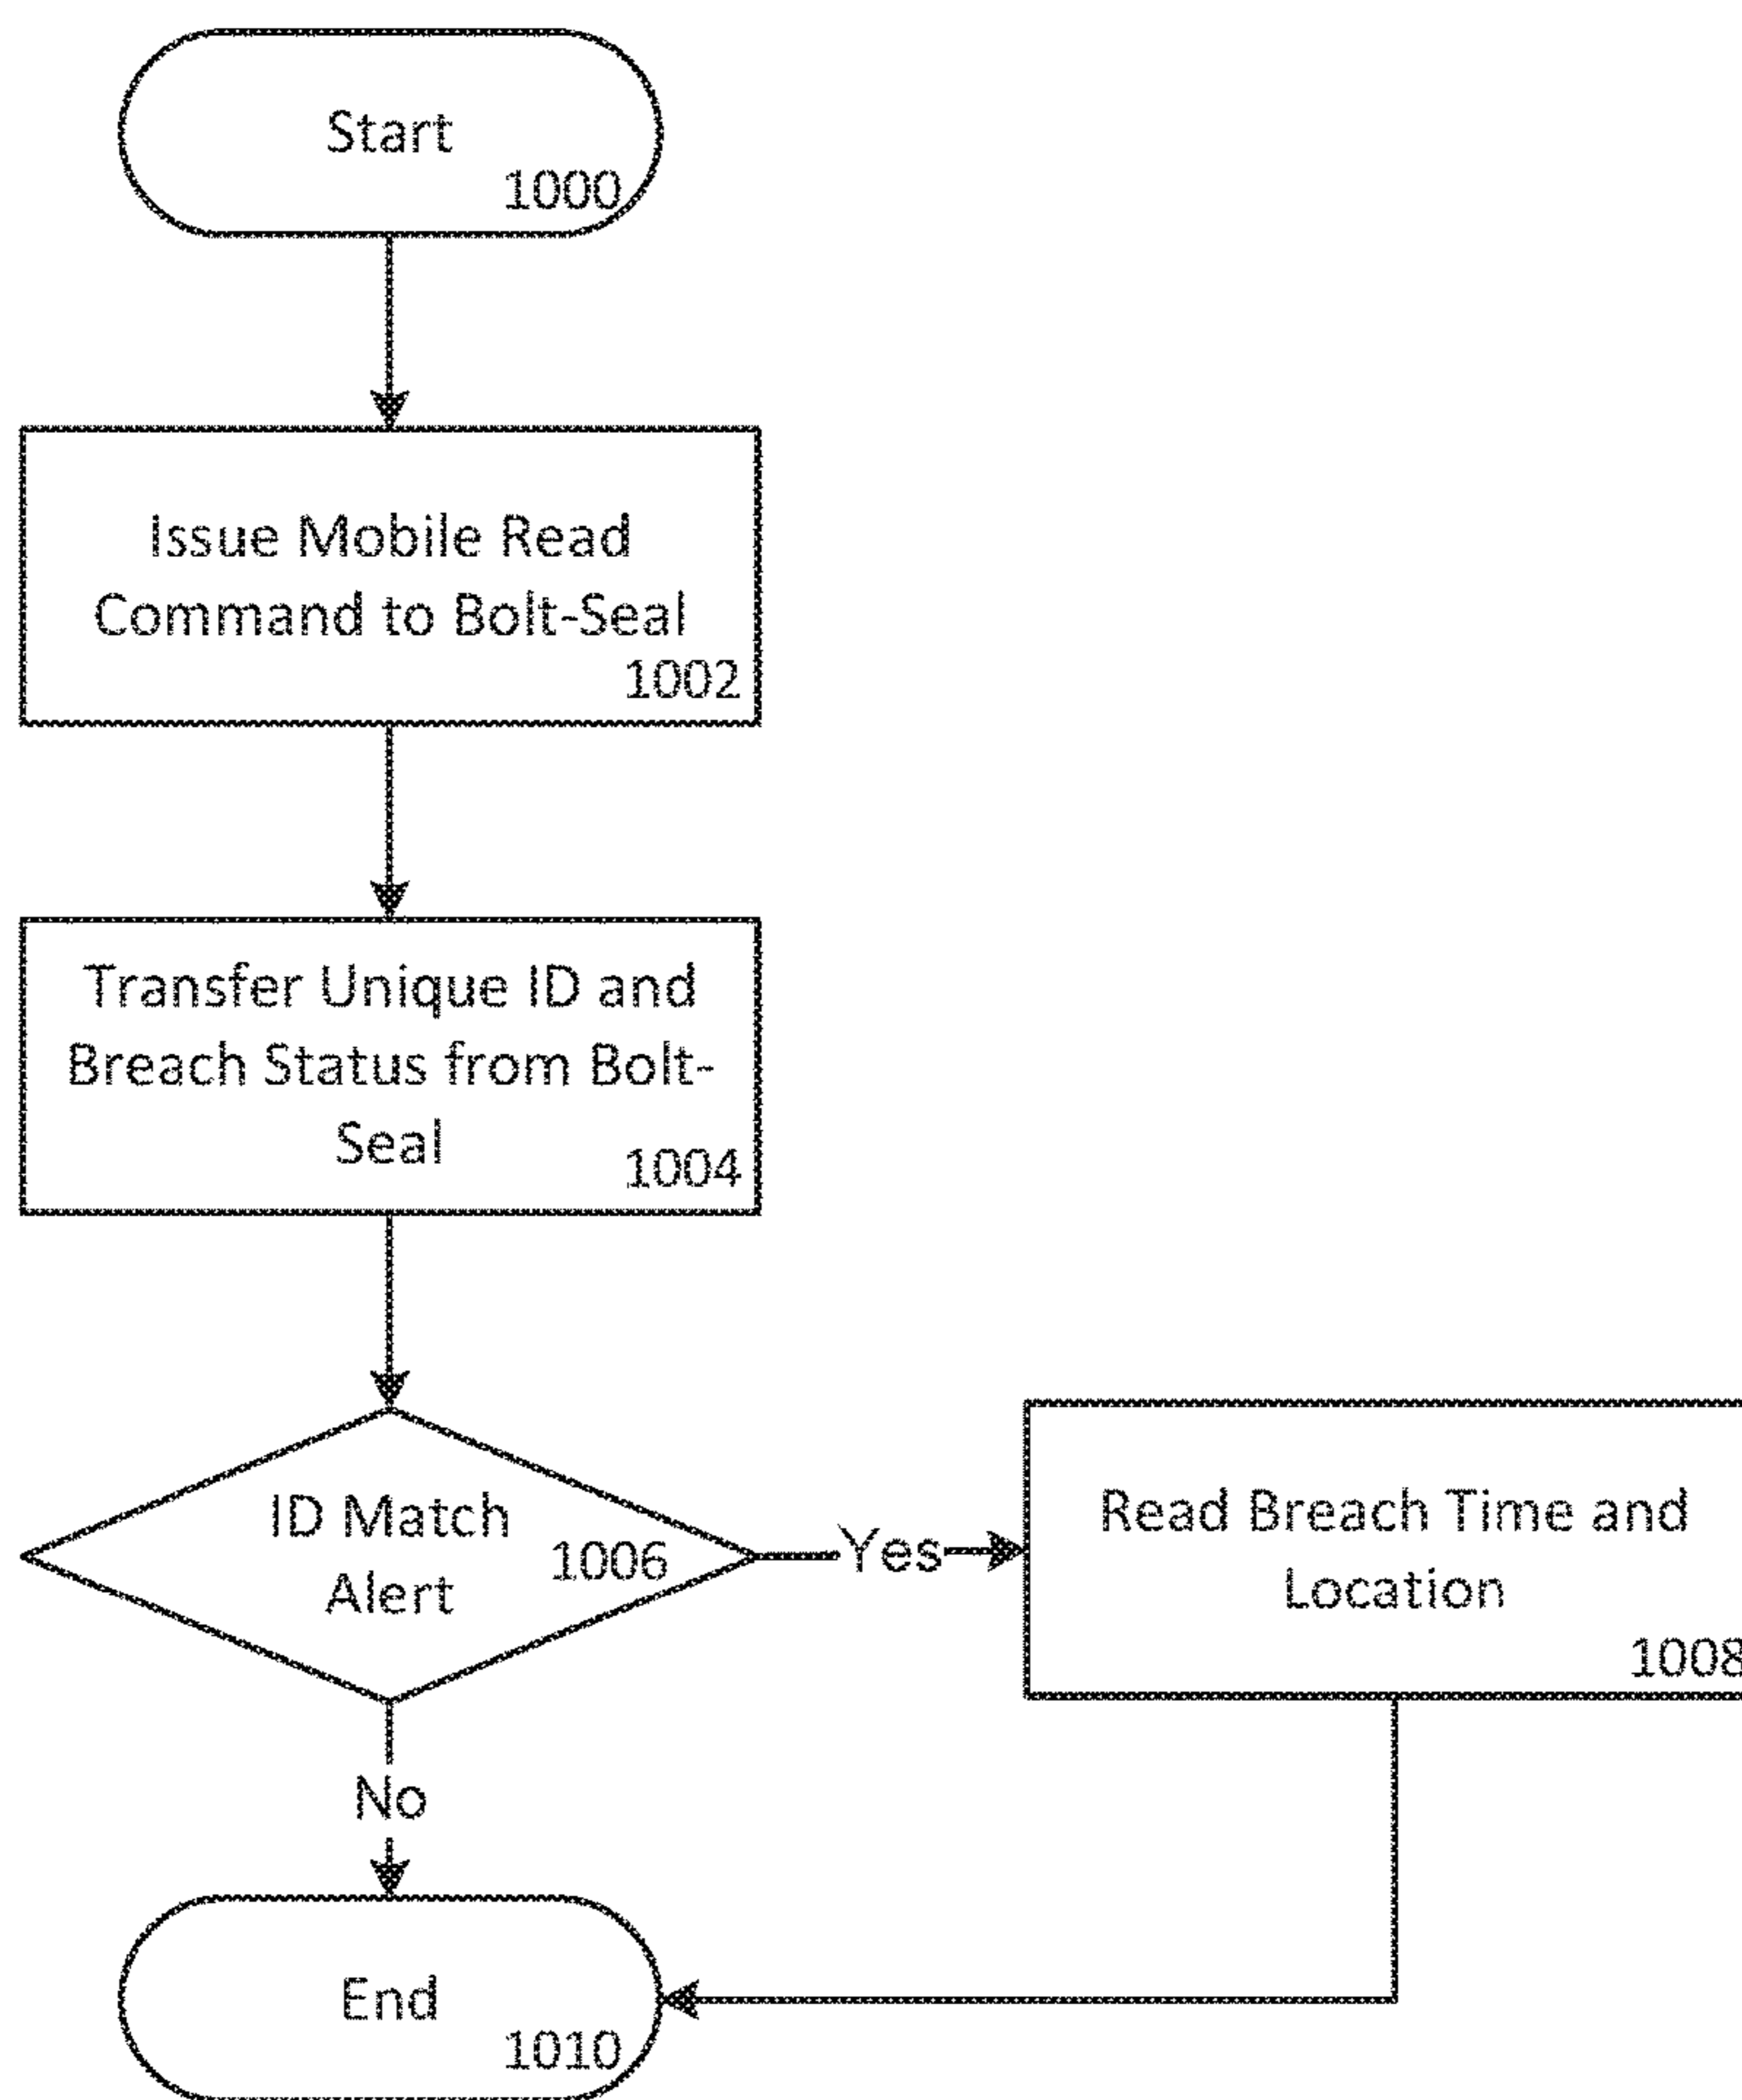 Start
1000
Issue Mobile Read
Command to Bolt-Seal
1002
Transfer Unique ID and
Breach Status from Bolt-
Seal
1004
ID Match
Alert
1006
Yes
Read Breach Time and
Location
1008
No
End
1010